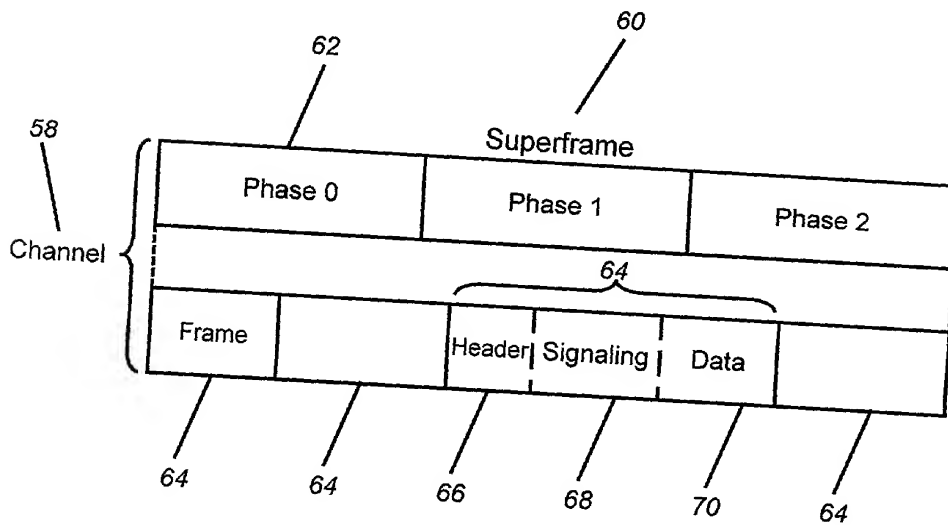 60
62
58
Superframe
Phase 0 Phase 1 Phase 2
Channel
64
Frame Header Signaling Data
64 64 66 68 70 64